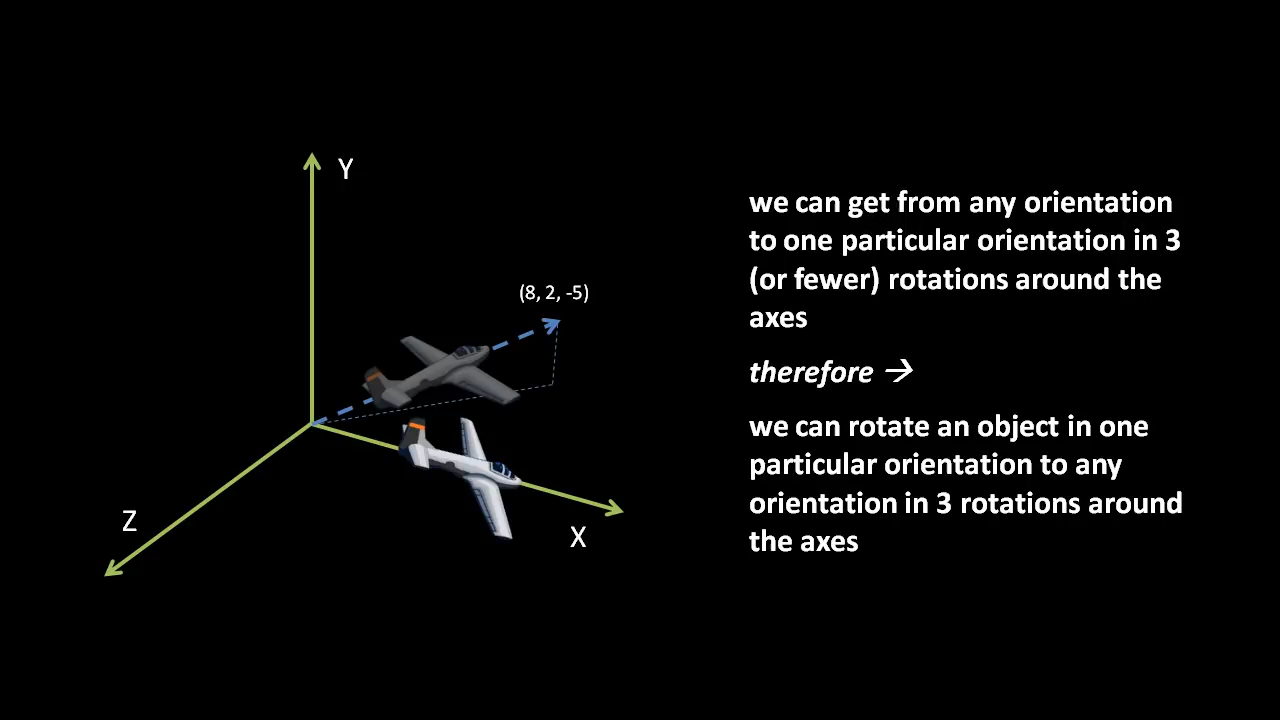 Y
(8, 2, -5)
Z
X
we can get from any orientation
to one particular orientation in 3
(or fewer) rotations around the
axes
therefore →
we can rotate an object in one
particular orientation to any
orientation in 3 rotations around
the axes